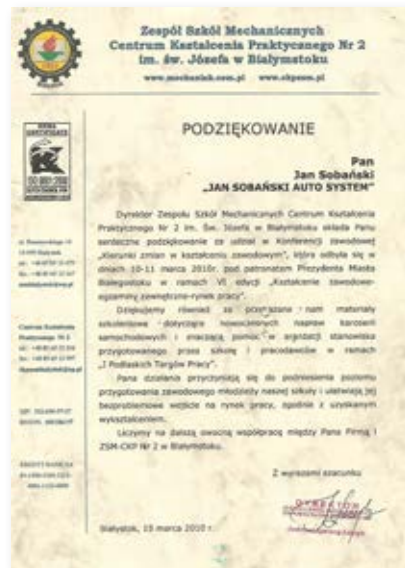 Zespół Szkół Mechanicznych
Centrum Kształcenia Praktycznego Nr 2
im. św. Józefa w Białymstoku
www.mechaniak.com.pl www.ckpzsm.pl
PODZIĘKOWANIE
Pan
Jan Sobański
„JAN SOBAŃSKI AUTO SYSTEM"
Dyrektor Zespołu Szkół Mechanicznych Centrum Kształcenia
Praktycznego Nr 2 im. Św. Józefa w Białymstoku składa Panu
serdeczne podziękowanie za udział w Konferencji zawodowej
„Kierunki zmian w kształceniu zawodowym", która odbyła się w
dniach 10-11 marca 2010r. pod patronatem Prezydenta Miasta
Białegostoku w ramach VI edycji „Kształcenie zawodowe-
egzaminy zewnętrzne-rynek pracy".
Dziękujemy również za przekazane nam materiały
szkoleniowe dotyczące nowoczesnych napraw karoserii
samochodowych i znaczącą pomoc w organizacji stanowiska
przygotowanego przez szkołę i pracodawców w ramach
„I Podlaskich Targów Pracy".
Pana działania przyczyniają się do podniesienia poziomu
przygotowania zawodowego młodzieży naszej szkoły i ułatwiają jej
bezproblemowe wejście na rynek pracy, zgodnie z uzyskanym
wykształceniem.
Liczymy na dalszą owocną współpracę między Pana Firmą i
ZSM-CKP Nr 2 w Białymstoku.
Z wyrazami szacunku
DYREKTOR
Białystok, 15 marca 2010 r.